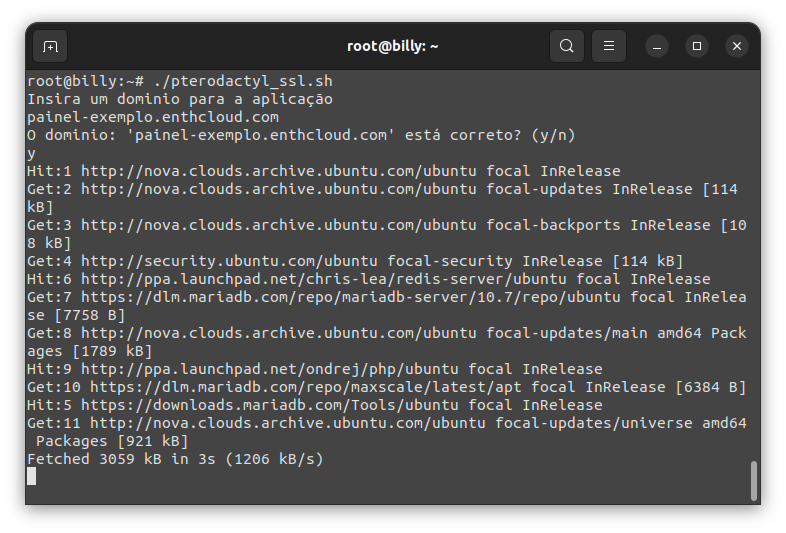 root@billy: ~
root@billy:~# ./pterodactyl_ssl.sh
Insira um dominio para a aplicação
painel-exemplo.enthcloud.com
O dominio: 'painel-exemplo.enthcloud.com' está correto? (y/n)
y
Hit:1 http://nova.clouds.archive.ubuntu.com/ubuntu focal InRelease
Get:2 http://nova.clouds.archive.ubuntu.com/ubuntu focal-updates InRelease [114
kB]
Get:3 http://nova.clouds.archive.ubuntu.com/ubuntu focal-backports InRelease [10
8 kB]
Get:4 http://security.ubuntu.com/ubuntu focal-security InRelease [114 kB]
Hit:6 http://ppa.launchpad.net/chris-lea/redis-server/ubuntu focal InRelease
Get:7 https://dlm.mariadb.com/repo/mariadb-server/10.7/repo/ubuntu focal InRelea
se [7758 B]
Get:8 http://nova.clouds.archive.ubuntu.com/ubuntu focal-updates/main amd64 Pack
ages [1789 kB]
Hit:9 http://ppa.launchpad.net/ondrej/php/ubuntu focal InRelease
Get:10 https://dlm.mariadb.com/repo/maxscale/latest/apt focal InRelease [6384 B]
Hit:5 https://downloads.mariadb.com/Tools/ubuntu focal InRelease
Get:11 http://nova.clouds.archive.ubuntu.com/ubuntu focal-updates/universe amd64
 Packages [921 kB]
Fetched 3059 kB in 3s (1206 kB/s)